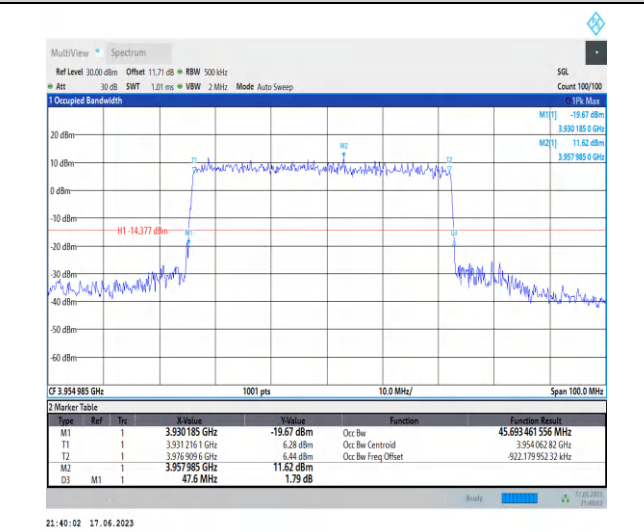 MultiView Spectrum
Ref Level 30.00 dBm Offset 11.71 dB RBW 500 kHz SGL
Att 30 dB SWT 1.01 ms VBW 2 MHz Mode Auto Sweep Count 100/100
1 Occupied Bandwidth 1Pk Max
M1[1] -19.67 dBm
3.930 185 0 GHz
M2[1] 11.62 dBm
3.957 985 0 GHz
20 dBm
M2
T1 T2
10 dBm
0 dBm
-10 dBm
H1 -14.377 dBm
M1 D3
-20 dBm
-30 dBm
-40 dBm
-50 dBm
-60 dBm
CF 3.954 985 GHz 1001 pts 10.0 MHz/ Span 100.0 MHz
2 Marker Table
Type Ref Trc X-Value Y-Value Function Function Result
M1 1 3.930 185 GHz -19.67 dBm Occ Bw 45.693 461 556 MHz
T1 1 3.931 216 1 GHz 6.28 dBm Occ Bw Centroid 3.954 062 82 GHz
T2 1 3.976 909 6 GHz 6.44 dBm Occ Bw Freq Offset -922.179 952 32 kHz
M2 1 3.957 985 GHz 11.62 dBm
D3 M1 1 47.6 MHz 1.79 dB
Ready
21:40:02 17.06.2023